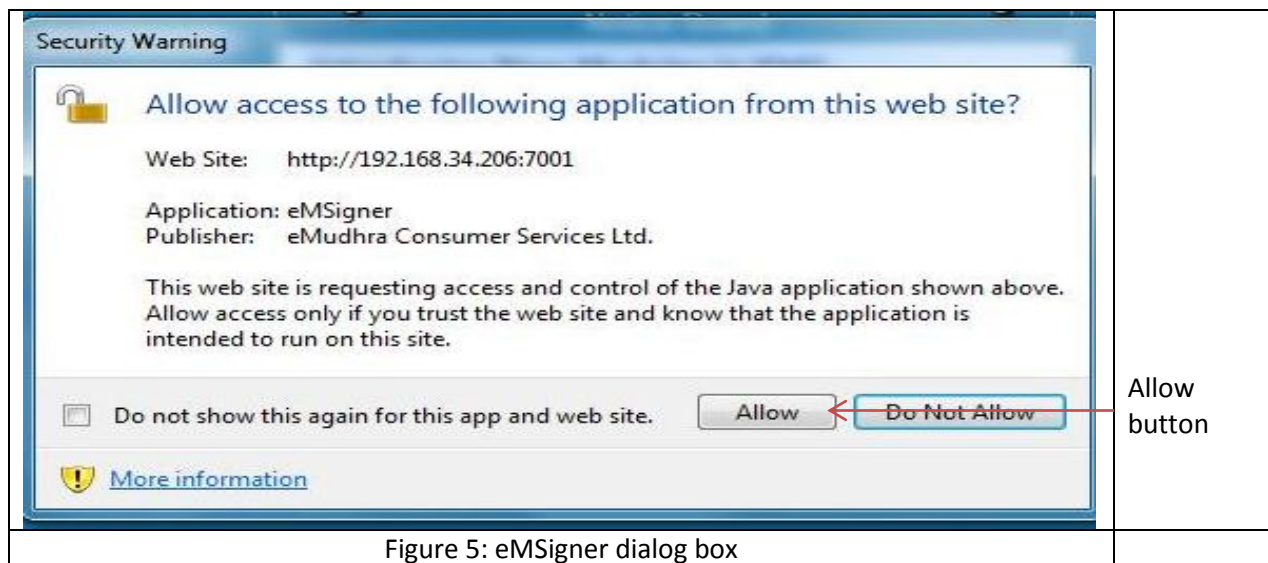 Security Warning
Allow access to the following application from this web site?
Web Site: http://192.168.34.206:7001
Application: eMSigner
Publisher: eMudhra Consumer Services Ltd.
This web site is requesting access and control of the Java application shown above.
Allow access only if you trust the web site and know that the application is
intended to run on this site.
Do not show this again for this app and web site.
Allow
Do Not Allow
More information
Allow
button
Figure 5: eMSigner dialog box